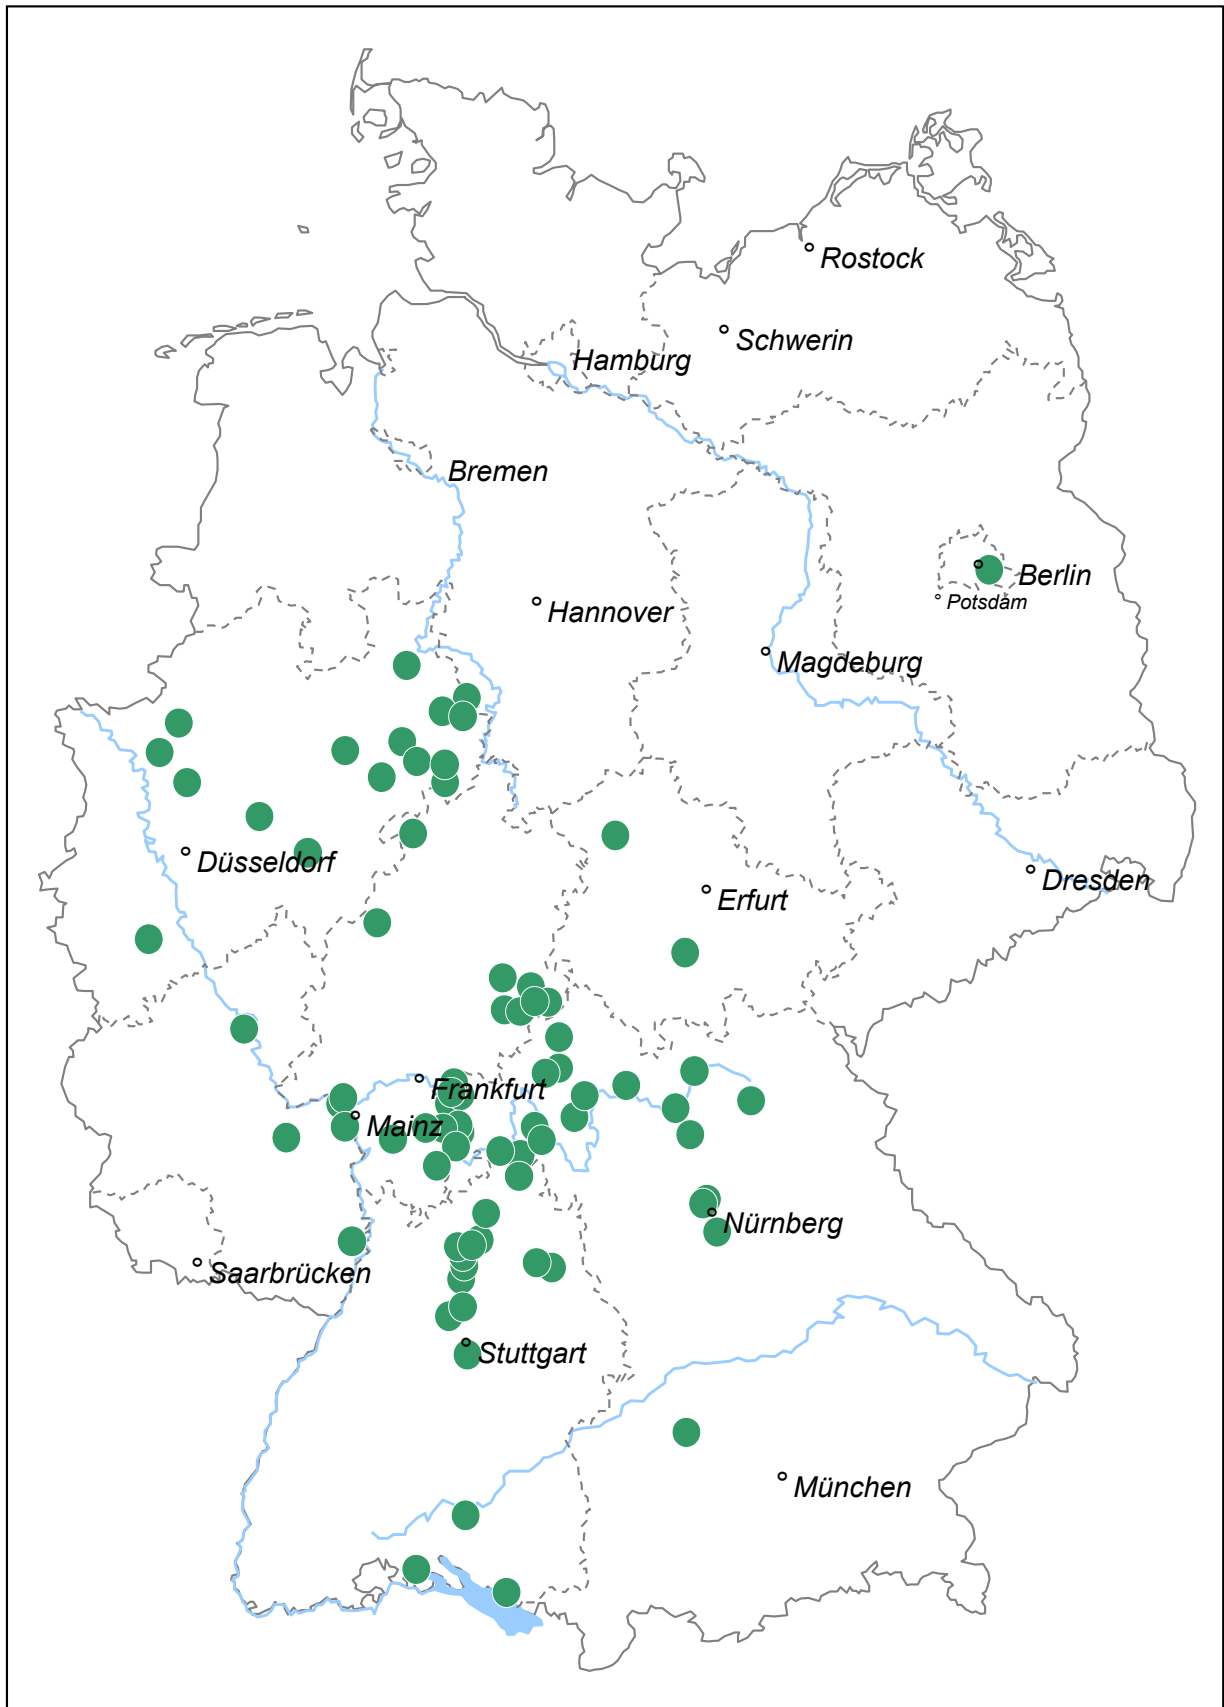 Rostock
Schwerin
Hamburg
Bremen
Berlin
Potsdam
Hannover
Magdeburg
Düsseldorf
Dresden
Erfurt
Frankfurt
Mainz
Nürnberg
Saarbrücken
Stuttgart
München